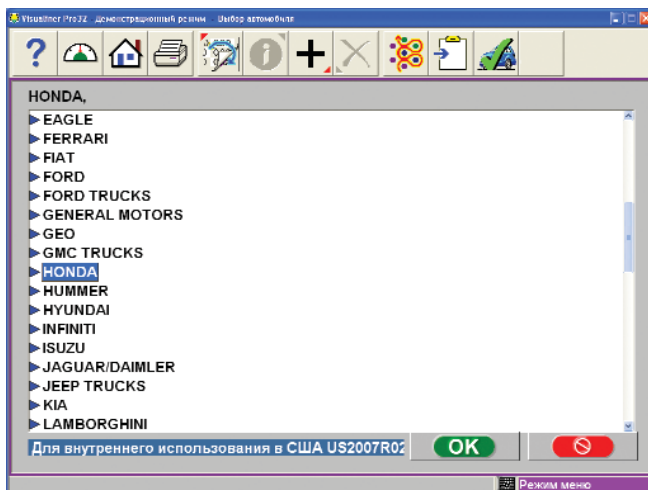 Visualiner Pro32 Демонстрационный режим - Выбор автомобиля
HONDA,
EAGLE
FERRARI
FIAT
FORD
FORD TRUCKS
GENERAL MOTORS
GEO
GMC TRUCKS
HONDA
HUMMER
HYUNDAI
INFINITI
ISUZU
JAGUAR/DAIMLER
JEEP TRUCKS
KIA
LAMBORGHINI
Для внутреннего использования в США US2007R02
OK
Режим меню